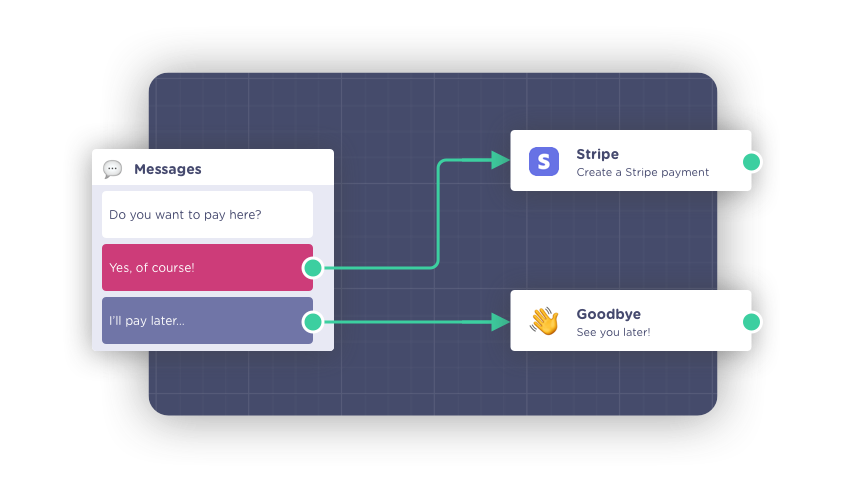 Messages
Do you want to pay here?
Yes, of course!
I'll pay later...
S
Stripe
Create a Stripe payment
Goodbye
See you later!